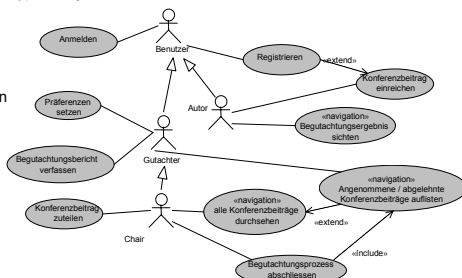 Anmelden
Benutzer
Registrieren
«extend»
Konferenzbeitrag
einreichen
n
Präferenzen
setzen
Autor
«navigation»
Begutachtungsergebnis
sichten
Gutachter
Begutachtungsbericht
verfassen
«navigation»
Angenommene / abgelehnte
Konferenzbeiträge auflisten
Konferenzbeitrag
zuteilen
«navigation»
alle Konferenzbeiträge
durchsehen
«extend»
Chair
«include»
Begutachtungsprozess
abschliessen